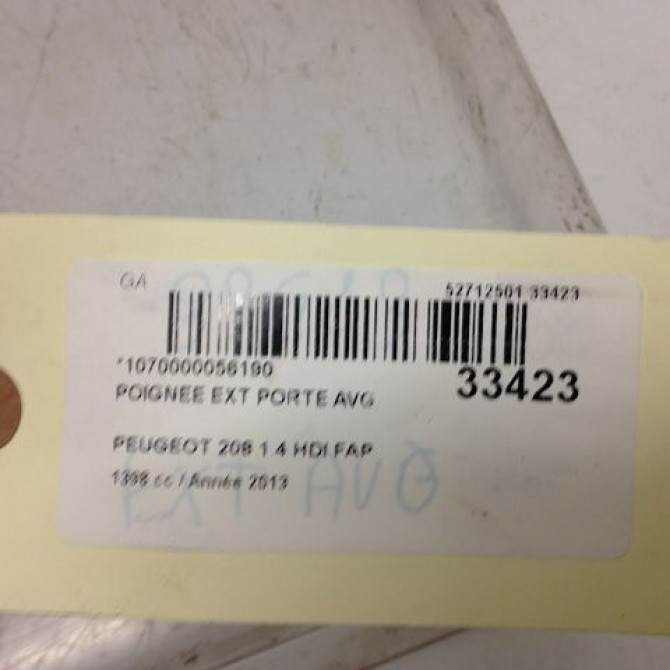 GA
52712501 33423
*1070000056190
33423
POIGNEE EXT PORTE AVG
PEUGEOT 208 1.4 HDI FAP
1398 cc / Année 2013
EXT AVG